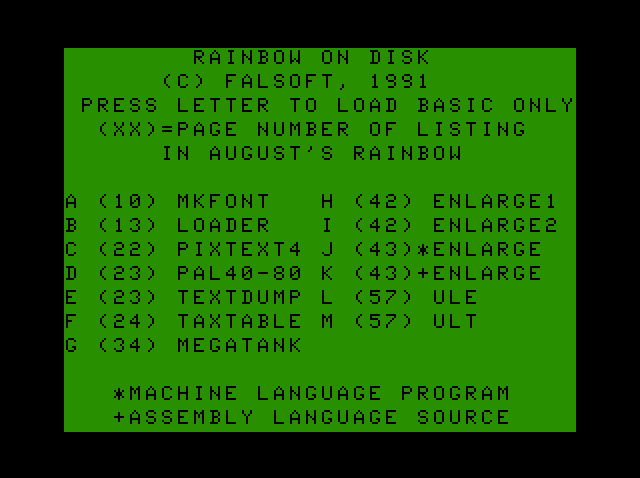 RAINBOW ON DISK
(C) FALSOFT, 1991
PRESS LETTER TO LOAD BASIC ONLY
(XX)=PAGE NUMBER OF LISTING
IN AUGUST'S RAINBOW
A (10) MKFONT H (42) ENLARGE1
B (13) LOADER I (42) ENLARGE2
C (22) PIXTEXT4 J (43)*ENLARGE
D (23) PAL40-80 K (43)+ENLARGE
E (23) TEXTDUMP L (57) ULE
F (24) TAXTABLE M (57) ULT
G (34) MEGATANK
*MACHINE LANGUAGE PROGRAM
+ASSEMBLY LANGUAGE SOURCE